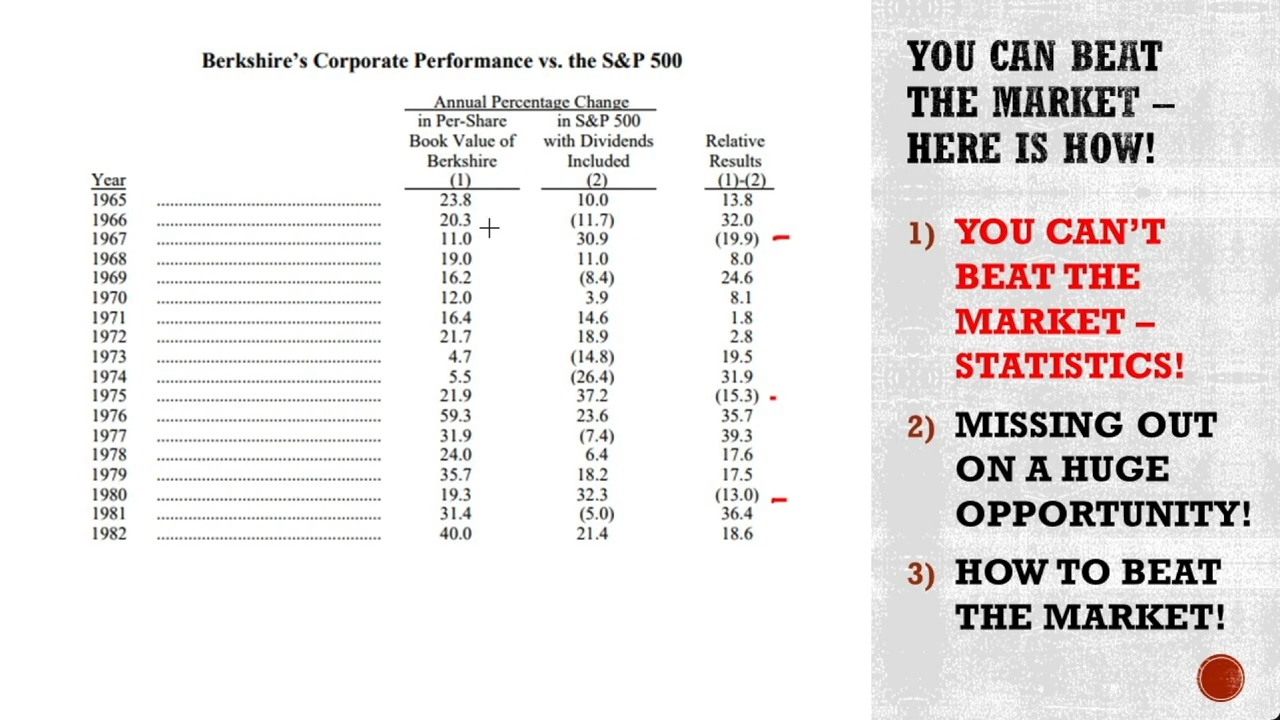 Berkshire's Corporate Performance vs. the S&P 500
Annual Percentage Change
in Per-Share in S&P 500
Book Value of with Dividends Relative
Berkshire Included Results
Year (1) (2) (1)-(2)
1965 .................................................. 23.8 10.0 13.8
1966 .................................................. 20.3 (11.7) 32.0
1967 .................................................. 11.0 30.9 (19.9)
1968 .................................................. 19.0 11.0 8.0
1969 .................................................. 16.2 (8.4) 24.6
1970 .................................................. 12.0 3.9 8.1
1971 .................................................. 16.4 14.6 1.8
1972 .................................................. 21.7 18.9 2.8
1973 .................................................. 4.7 (14.8) 19.5
1974 .................................................. 5.5 (26.4) 31.9
1975 .................................................. 21.9 37.2 (15.3)
1976 .................................................. 59.3 23.6 35.7
1977 .................................................. 31.9 (7.4) 39.3
1978 .................................................. 24.0 6.4 17.6
1979 .................................................. 35.7 18.2 17.5
1980 .................................................. 19.3 32.3 (13.0)
1981 .................................................. 31.4 (5.0) 36.4
1982 .................................................. 40.0 21.4 18.6
YOU CAN BEAT
THE MARKET –
HERE IS HOW!
1) YOU CAN'T
BEAT THE
MARKET –
STATISTICS!
2) MISSING OUT
ON A HUGE
OPPORTUNITY!
3) HOW TO BEAT
THE MARKET!